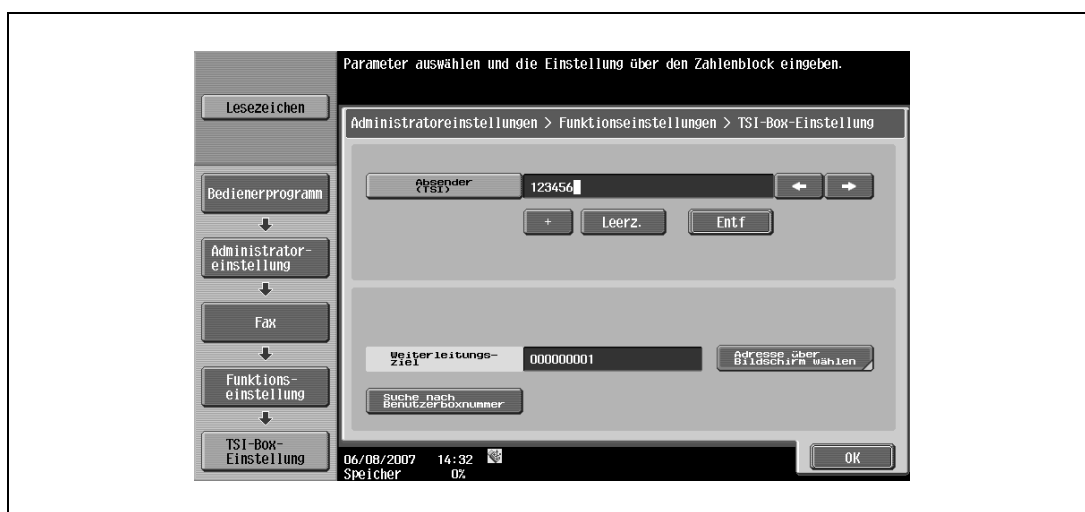 Parameter auswählen und die Einstellung über den Zahlenblock eingeben.
Lesezeichen
Administratoreinstellungen > Funktionseinstellungen > TSI-Box-Einstellung
Absender
(TSI)
123456
+
Leerz.
Entf
Bedienerprogramm
Administrator-
einstellung
Fax
Funktions-
einstellung
TSI-Box-
Einstellung
Weiterleitungs-
ziel
000000001
Adresse über
Bildschirm wählen
Suche nach
Benutzerboxnummer
06/08/2007 14:32
Speicher 0%
OK